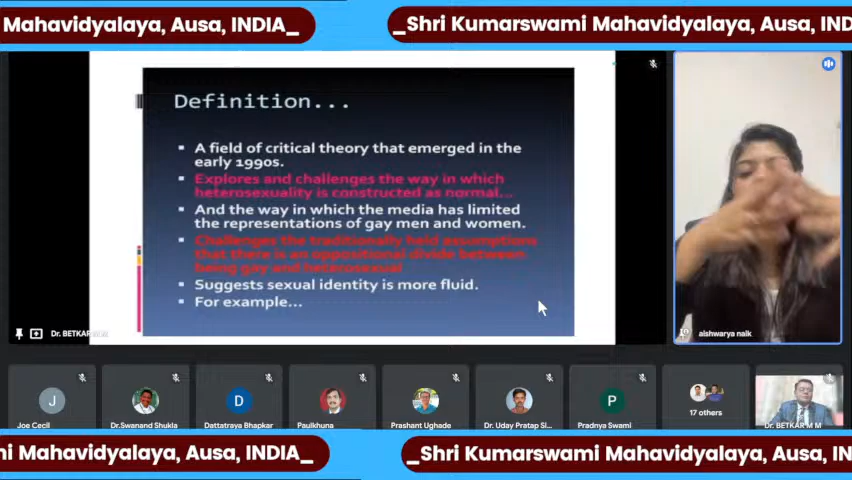 Mahavidyalaya, Ausa, INDIA_
_Shri Kumarswami Mahavidyalaya, Ausa, IND
Definition...
A field of critical theory that emerged in the
early 1990s.
Explores and challenges the way in which
heterosexuality is constructed as normal...
And the way in which the media has limited
the representations of gay men and women.
Challenges the traditionally held assumptions
that there is an oppositional divide between
being gay and heterosexual
Suggests sexual identity is more fluid.
For example...
Dr. BETKAR
aishwarya naik
J
D
P
Joe Cecil
Dr.Swanand Shukla
Dattatraya Bhapkar
Paulkhuna
Prashant Ughade
Dr. Uday Pratap Si...
Pradnya Swami
17 others
Dr. BETKAR M M
ni Mahavidyalaya, Ausa, INDIA_
_Shri Kumarswami Mahavidyalaya, Ausa, IN